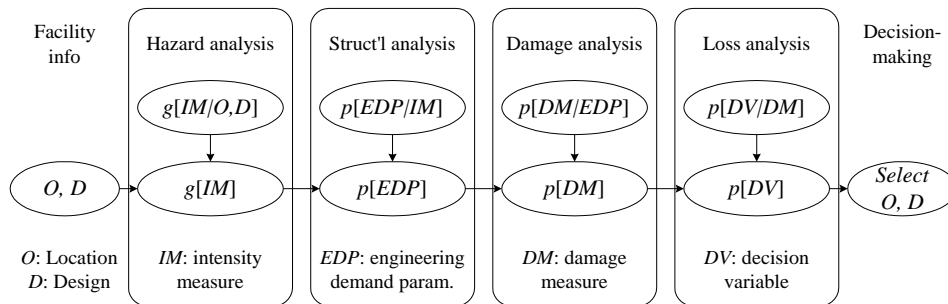 Facility
info
Hazard analysis
Struct'l analysis
Damage analysis
Loss analysis
Decision-
making
g[IM/O,D]
p[EDP/IM]
p[DM/EDP]
p[DV/DM]
O, D
g[IM]
p[EDP]
p[DM]
p[DV]
Select
O, D
O: Location
D: Design
IM: intensity
measure
EDP: engineering
demand param.
DM: damage
measure
DV: decision
variable